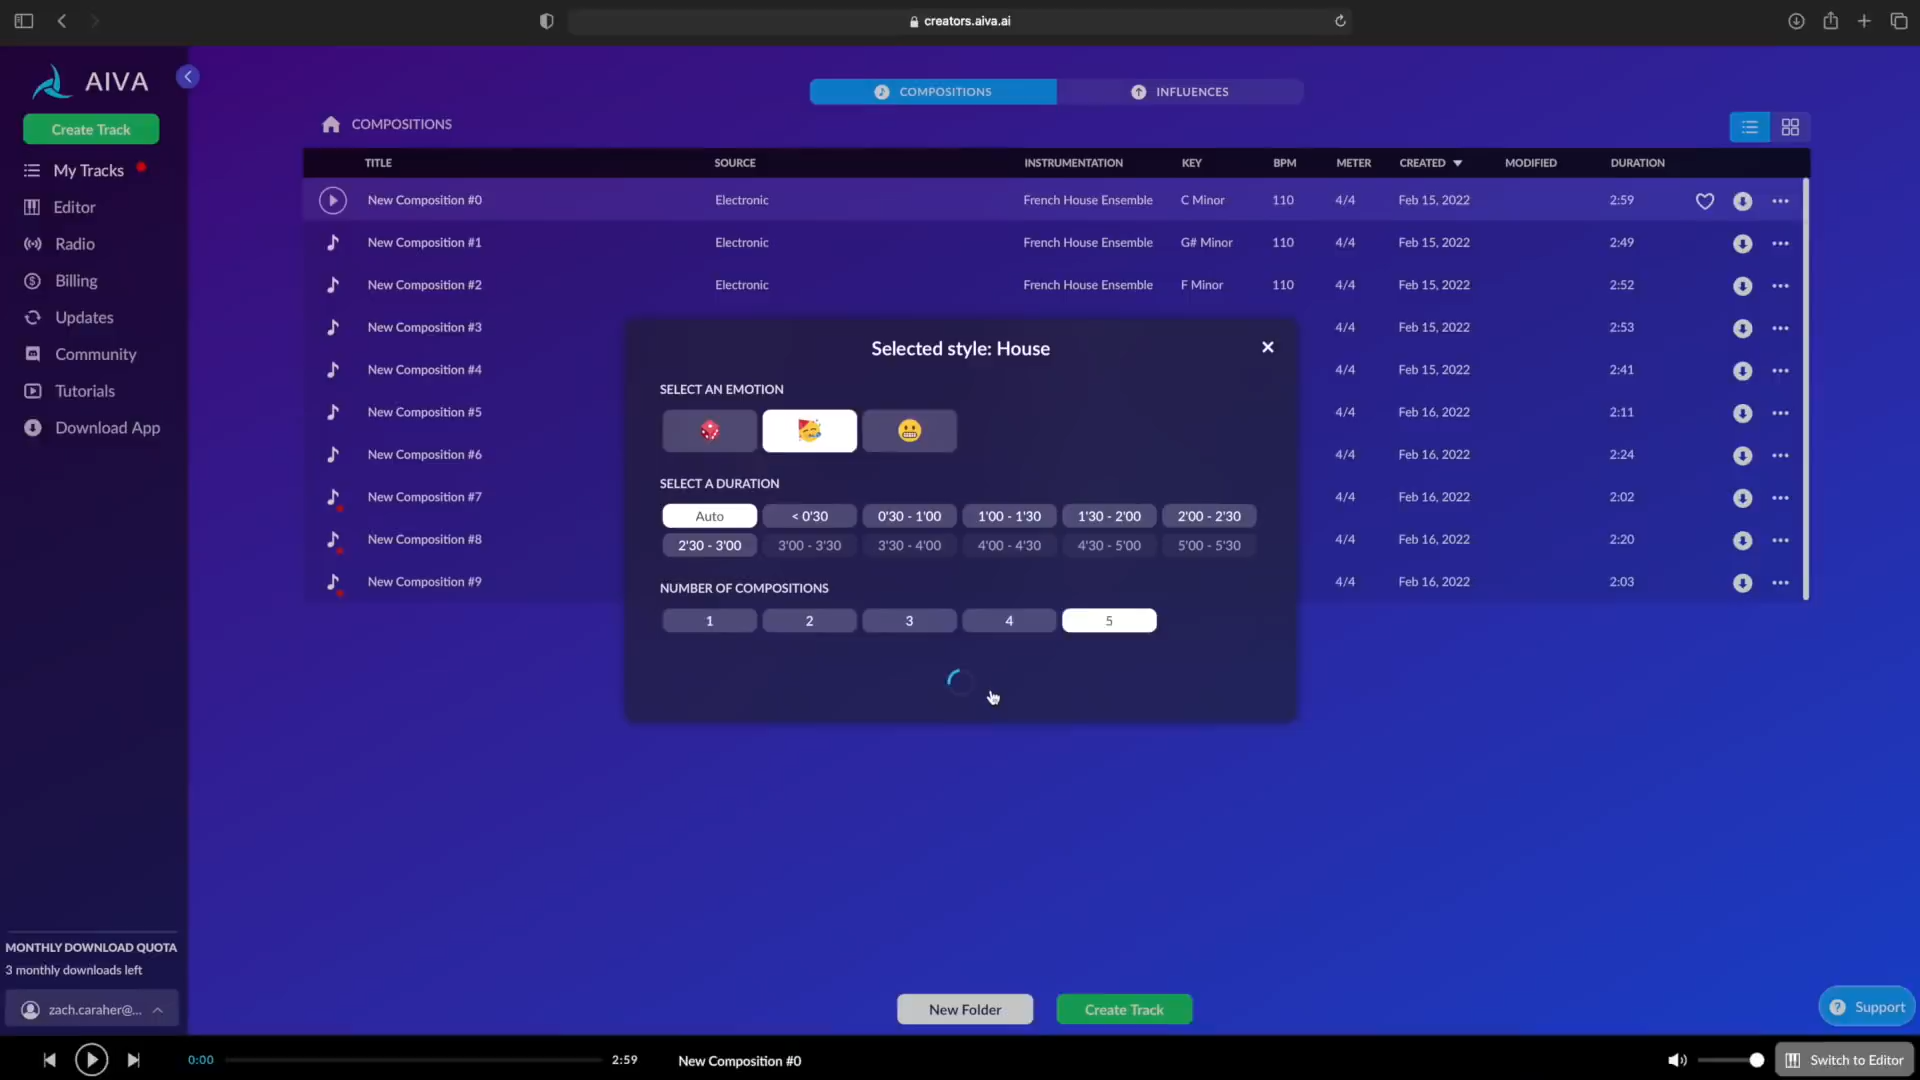 creators.aiva.ai
AIVA
Create Track
My Tracks
Editor
Radio
Billing
Updates
Community
Tutorials
Download App
MONTHLY DOWNLOAD QUOTA
3 monthly downloads left
zach.caraher@...
COMPOSITIONS INFLUENCES
COMPOSITIONS
TITLE SOURCE INSTRUMENTATION KEY BPM METER CREATED MODIFIED DURATION
New Composition #0 Electronic French House Ensemble C Minor 110 4/4 Feb 15, 2022 2:59
New Composition #1 Electronic French House Ensemble G# Minor 110 4/4 Feb 15, 2022 2:49
New Composition #2 Electronic French House Ensemble F Minor 110 4/4 Feb 15, 2022 2:52
New Composition #3 4/4 Feb 15, 2022 2:53
New Composition #4 4/4 Feb 15, 2022 2:41
New Composition #5 4/4 Feb 16, 2022 2:11
New Composition #6 4/4 Feb 16, 2022 2:24
New Composition #7 4/4 Feb 16, 2022 2:02
New Composition #8 4/4 Feb 16, 2022 2:20
New Composition #9 4/4 Feb 16, 2022 2:03
Selected style: House
SELECT AN EMOTION
SELECT A DURATION
Auto < 0'30 0'30 - 1'00 1'00 - 1'30 1'30 - 2'00 2'00 - 2'30
2'30 - 3'00 3'00 - 3'30 3'30 - 4'00 4'00 - 4'30 4'30 - 5'00 5'00 - 5'30
NUMBER OF COMPOSITIONS
1 2 3 4 5
New Folder Create Track
Support
0:00 2:59 New Composition #0 Switch to Editor